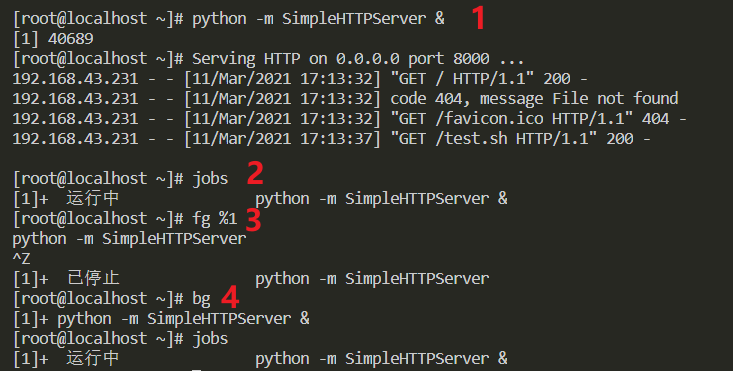 [root@localhost ~]# python -m SimpleHTTPServer & 1
[1] 40689
[root@localhost ~]# Serving HTTP on 0.0.0.0 port 8000 ...
192.168.43.231 - - [11/Mar/2021 17:13:32] "GET / HTTP/1.1" 200 -
192.168.43.231 - - [11/Mar/2021 17:13:32] code 404, message File not found
192.168.43.231 - - [11/Mar/2021 17:13:32] "GET /favicon.ico HTTP/1.1" 404 -
192.168.43.231 - - [11/Mar/2021 17:13:37] "GET /test.sh HTTP/1.1" 200 -
[root@localhost ~]# jobs 2
[1]+  运行中               python -m SimpleHTTPServer &
[root@localhost ~]# fg %1 3
python -m SimpleHTTPServer
^Z
[1]+  已停止               python -m SimpleHTTPServer
[root@localhost ~]# bg 4
[1]+ python -m SimpleHTTPServer &
[root@localhost ~]# jobs
[1]+  运行中               python -m SimpleHTTPServer &